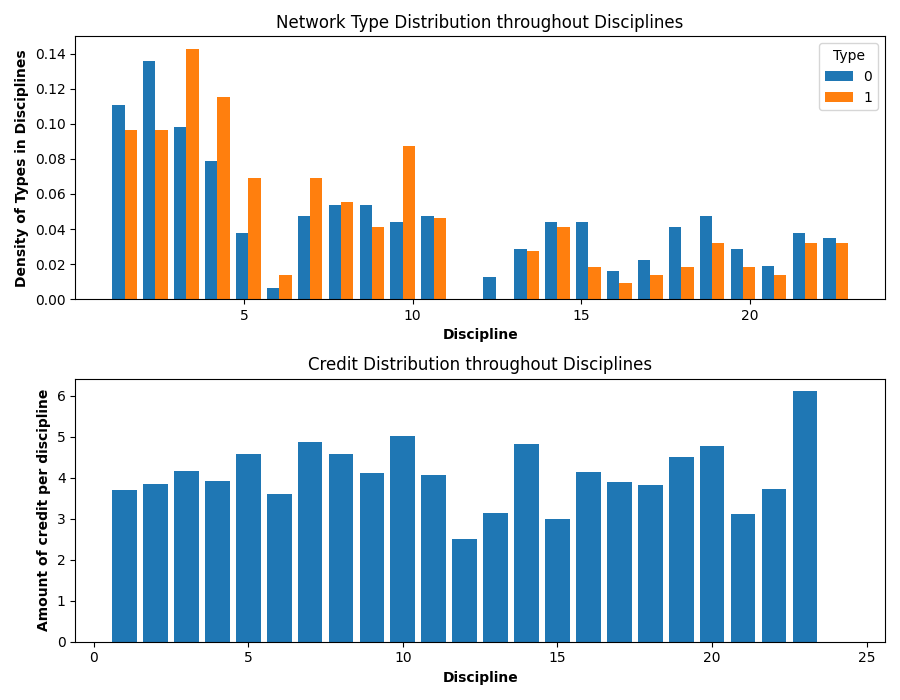 Network Type Distribution throughout Disciplines
Density of Types in Disciplines
0.14
0.12
0.10
0.08
0.06
0.04
0.02
0.00
Type
0
1
5 10 15 20
Discipline
Credit Distribution throughout Disciplines
Amount of credit per discipline
6
5
4
3
2
1
0
0 5 10 15 20 25
Discipline